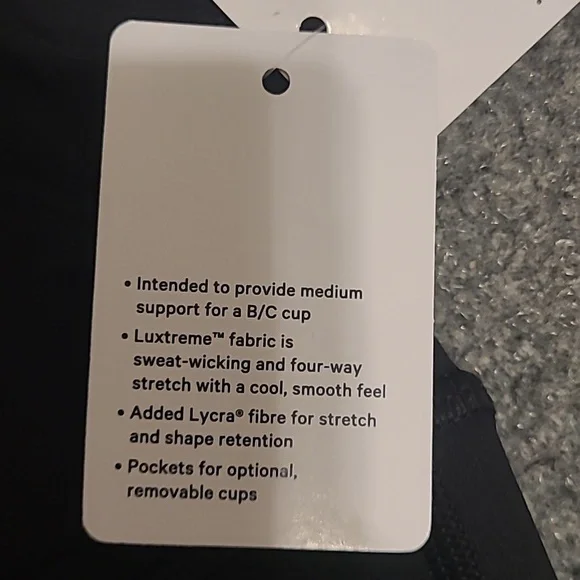 • Intended to provide medium
support for a B/C cup
• Luxtreme™ fabric is
sweat-wicking and four-way
stretch with a cool, smooth feel
• Added Lycra® fibre for stretch
and shape retention
• Pockets for optional,
removable cups